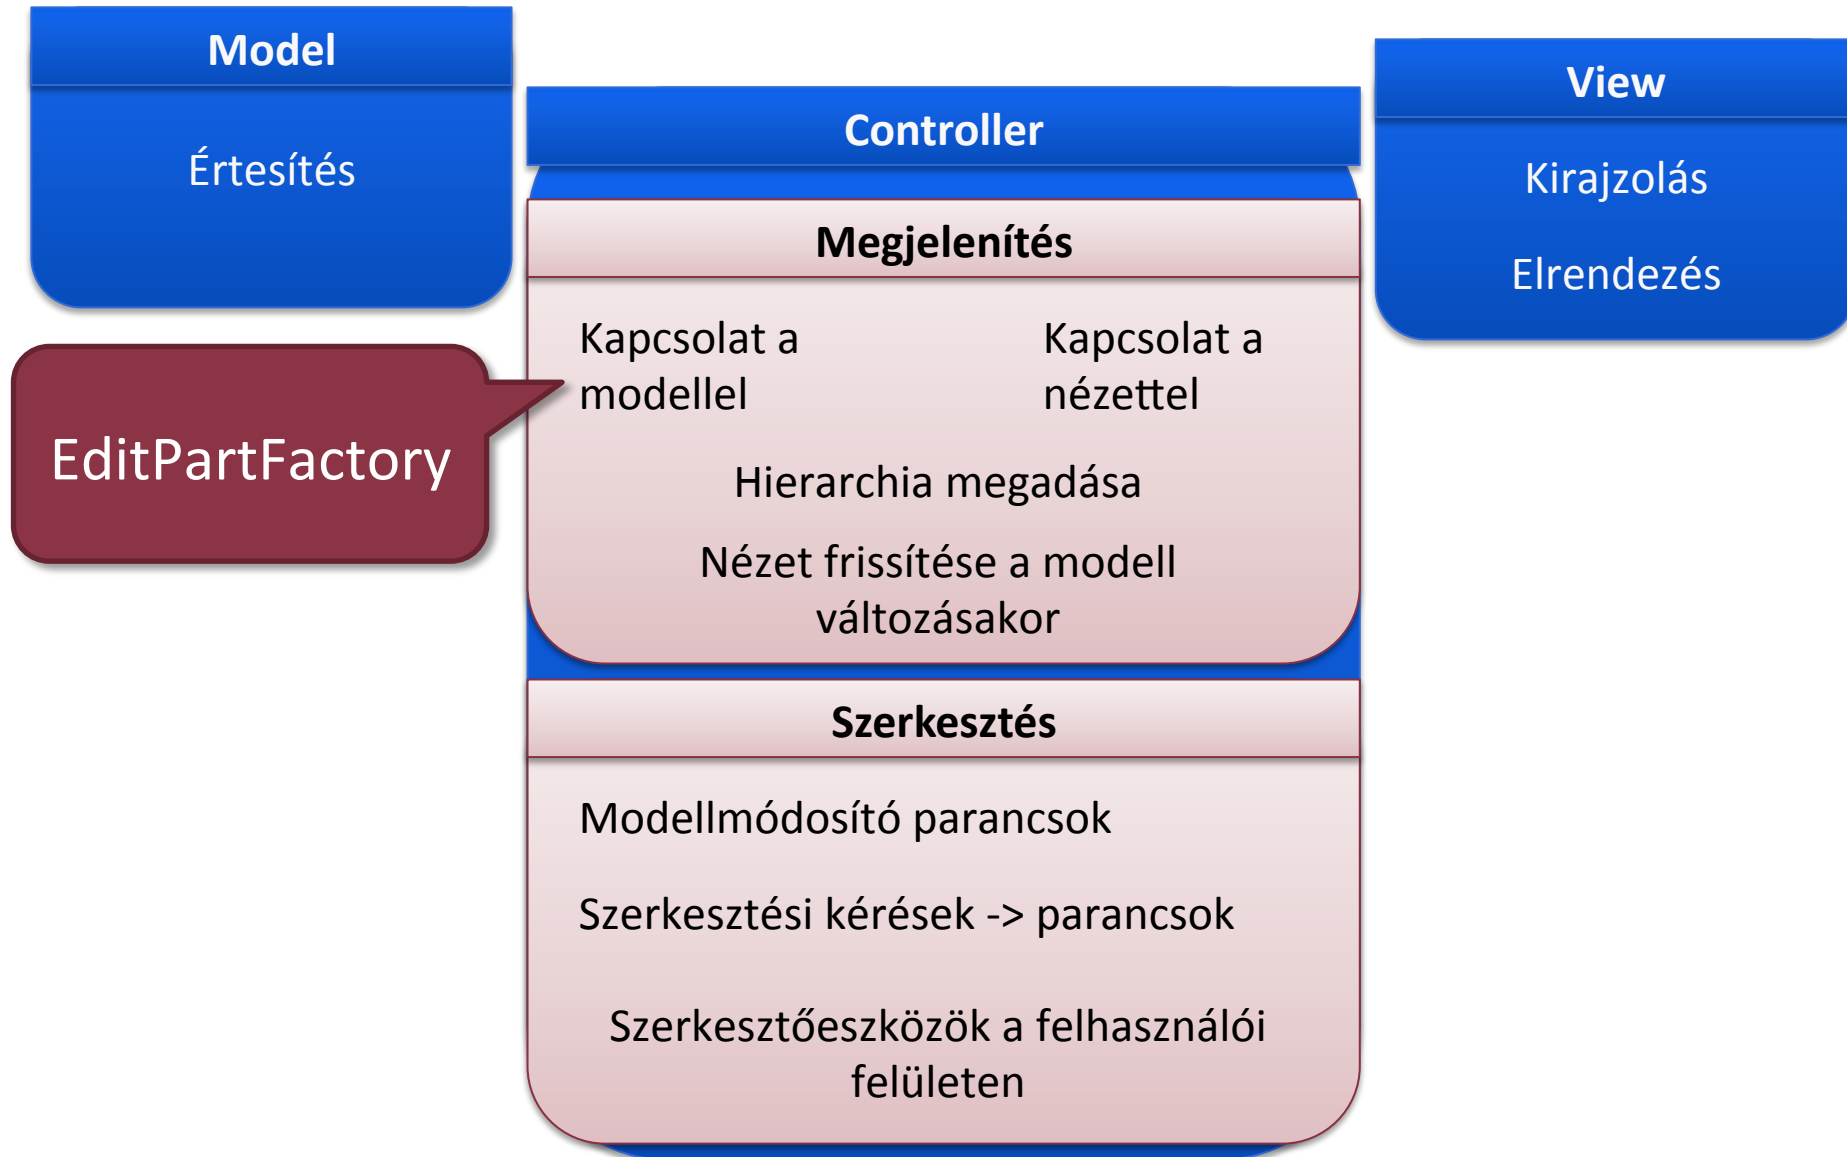 Model
Értesítés
EditPartFactory
Controller
Megjelenítés
Kapcsolat a
modellel
Kapcsolat a
nézettel
Hierarchia megadása
Nézet frissítése a modell
változásakor
Szerkesztés
Modellmódosító parancsok
Szerkesztési kérések -> parancsok
Szerkesztőeszközök a felhasználói
felületen
View
Kirajzolás
Elrendezés